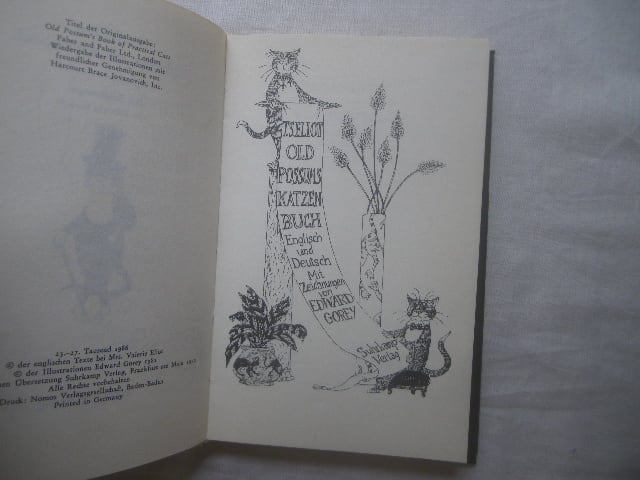 Titel der Originalausgabe:
Old Possum's Book of Practical Cats
Faber and Faber Ltd., London
Wiedergabe der Illustrationen mit
freundlicher Genehmigung von
Harcourt Brace Jovanovich, Inc.
23.-27. Tausend 1986
© der englischen Texte bei Mrs. Valerie Eliot
© der Illustrationen Edward Gorey 1982
Übersetzung Suhrkamp Verlag, Frankfurt am Main 1952
Alle Rechte vorbehalten
Druck: Nomos Verlagsgesellschaft, Baden-Baden
Printed in Germany
T.S. ELIOT
OLD
POSSUMS
KATZEN
BUCH
Englisch
und
Deutsch
Mit
Zeichnungen
von
EDWARD
GOREY
Suhrkamp
Verlag